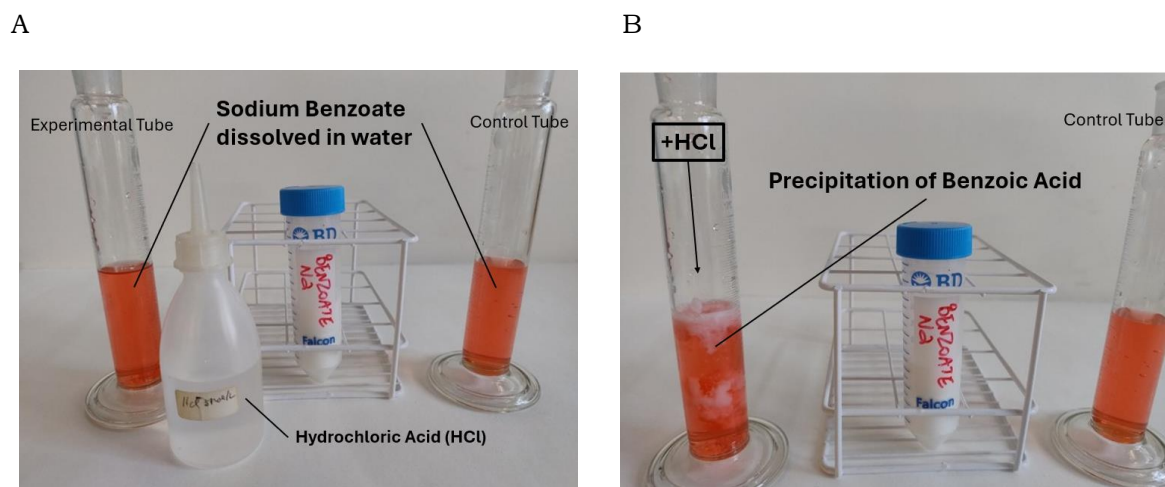 A
Experimental Tube
Sodium Benzoate
dissolved in water
Control Tube
BD
BENZOATE
Na
Falcon
Hydrochloric Acid (HCl)
B
+HCl
Control Tube
Precipitation of Benzoic Acid
BD
BENZOATE
Na
Falcon